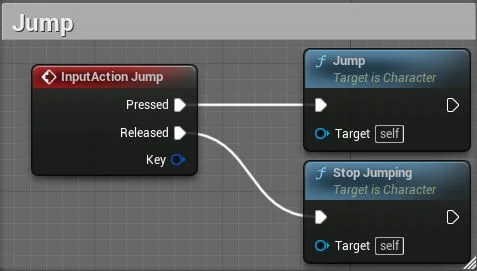 Jump
InputAction Jump
Pressed
Released
Key
f Jump
Target is Character
Target self
f Stop Jumping
Target is Character
Target self